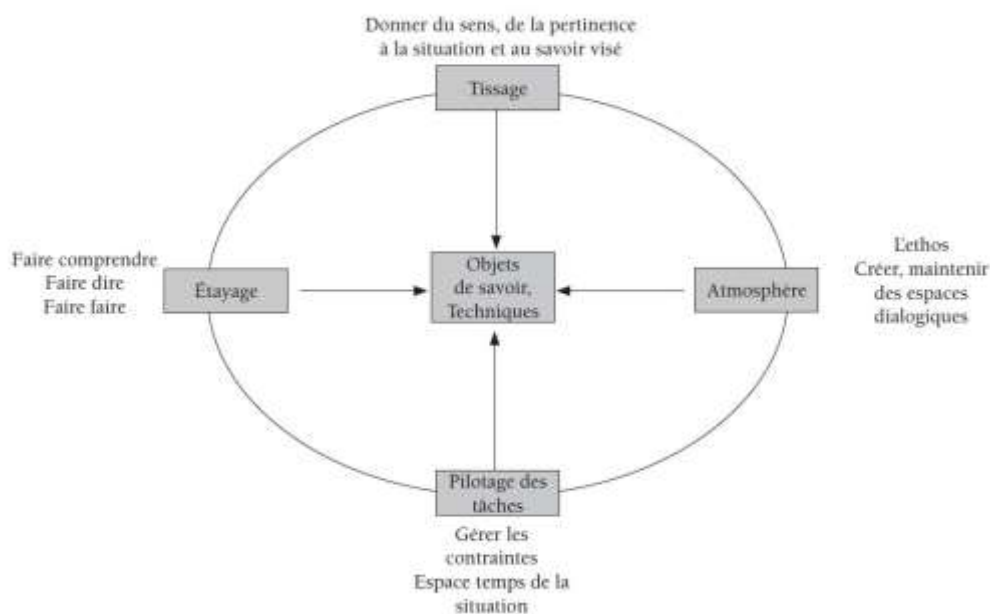 Donner du sens, de la pertinence
à la situation et au savoir visé
Tissage
Faire comprendre
Faire dire
Faire faire
Étayage
Objets
de savoir,
Techniques
Atmosphère
L'ethos
Créer, maintenir
des espaces
dialogiques
Pilotage des
tâches
Gérer les
contraintes
Espace temps de la
situation